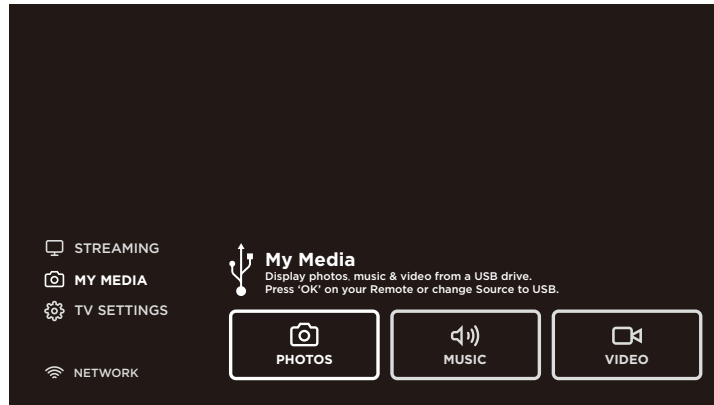 STREAMING
MY MEDIA
TV SETTINGS
NETWORK
My Media
Display photos, music & video from a USB drive.
Press ‘OK’ on your Remote or change Source to USB.
PHOTOS
MUSIC
VIDEO